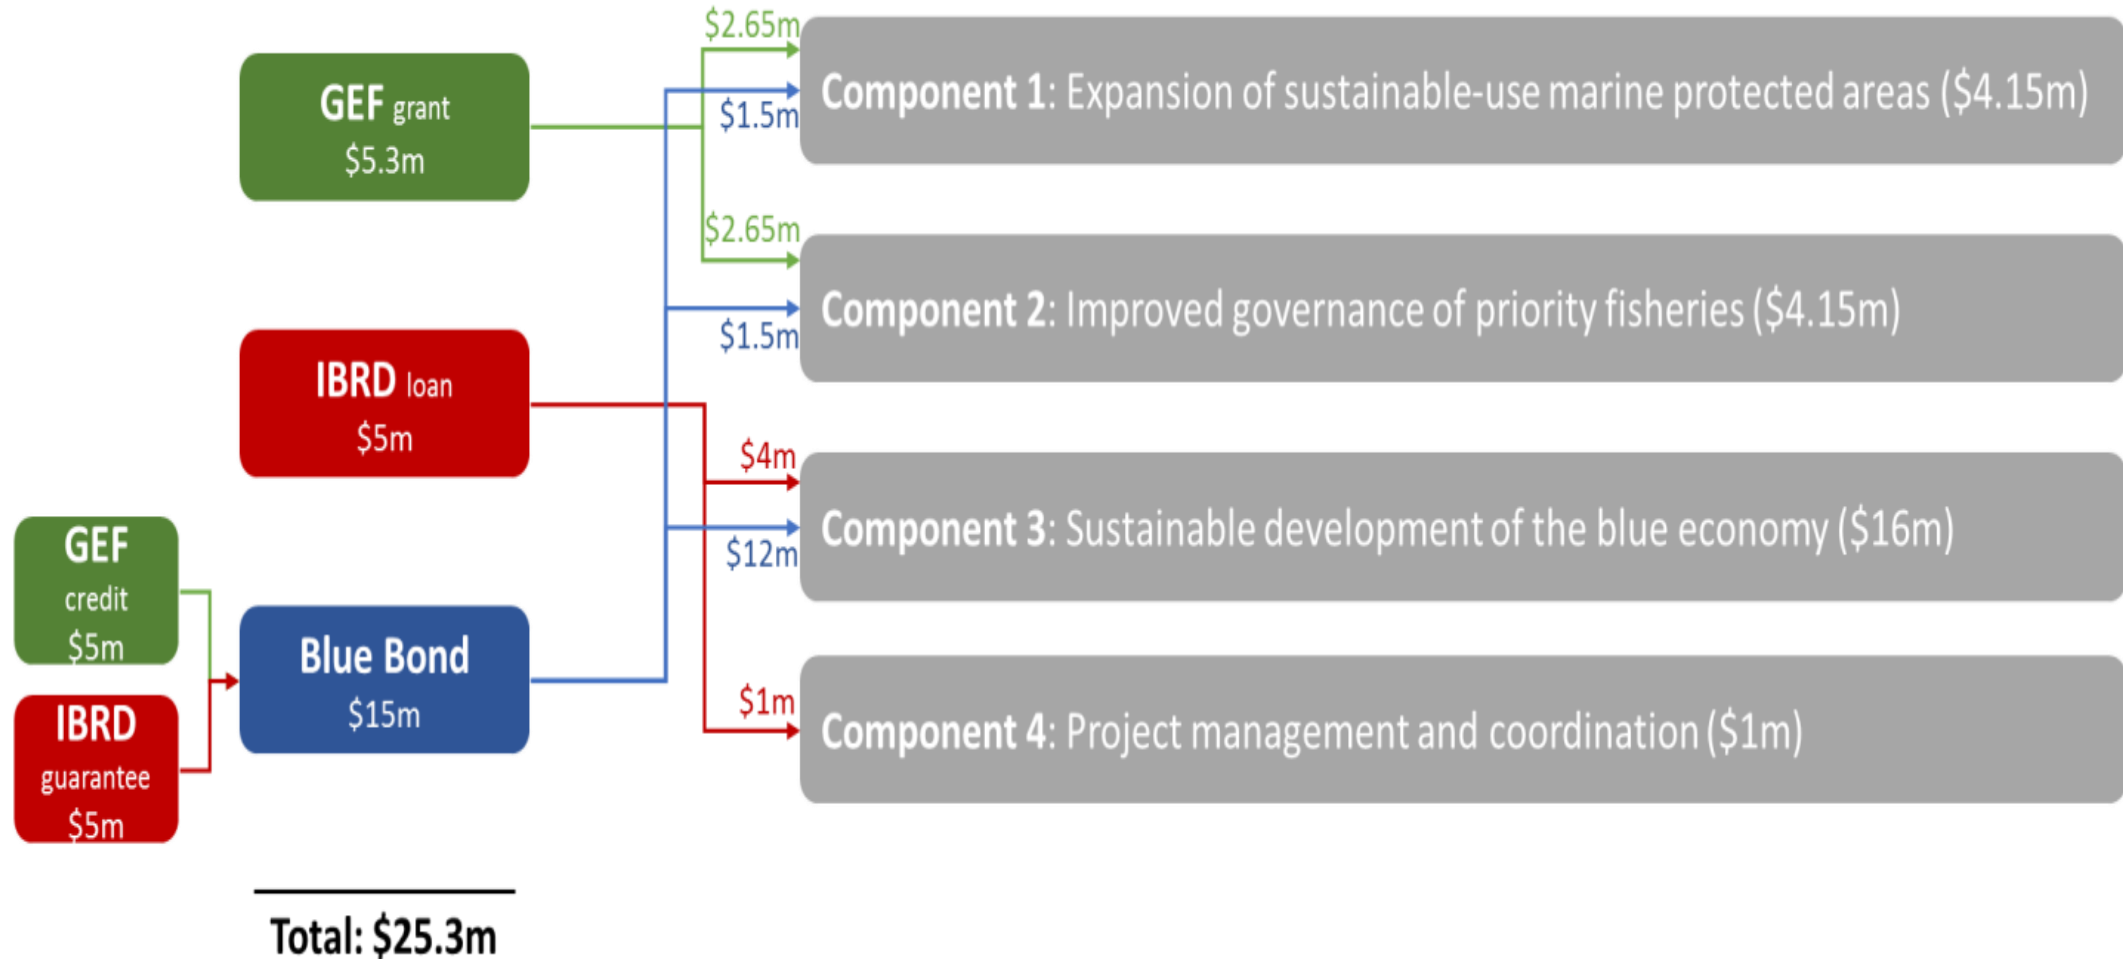 GEF grant
$5.3m
IBRD loan
$5m
GEF
credit
$5m
IBRD
guarantee
$5m
Blue Bond
$15m
Total: $25.3m
$2.65m
$1.5m
Component 1: Expansion of sustainable-use marine protected areas ($4.15m)
$2.65m
$1.5m
Component 2: Improved governance of priority fisheries ($4.15m)
$4m
$12m
Component 3: Sustainable development of the blue economy ($16m)
$1m
Component 4: Project management and coordination ($1m)